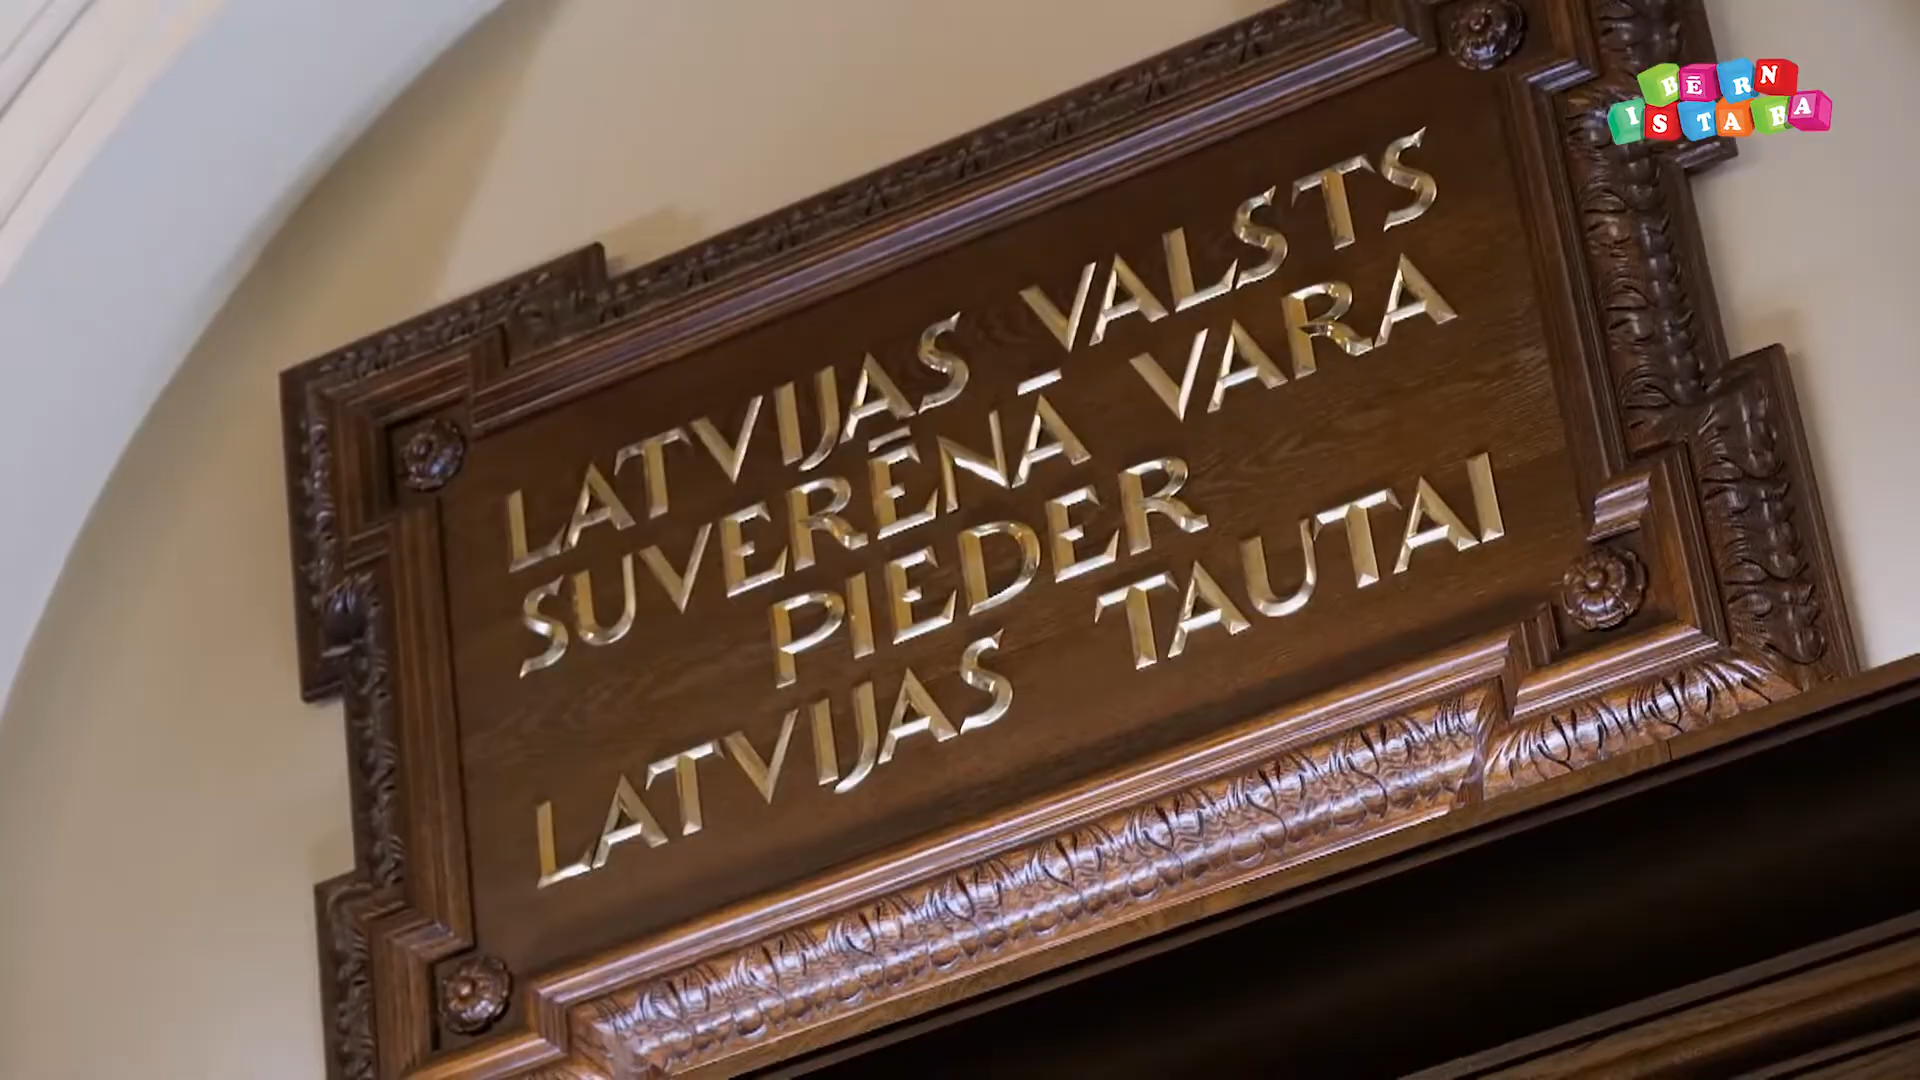 LATVIJAS VALSTS
SUVERĒNĀ VARA
PIEDER
LATVIJAS TAUTAI
BĒRN
ISTABA